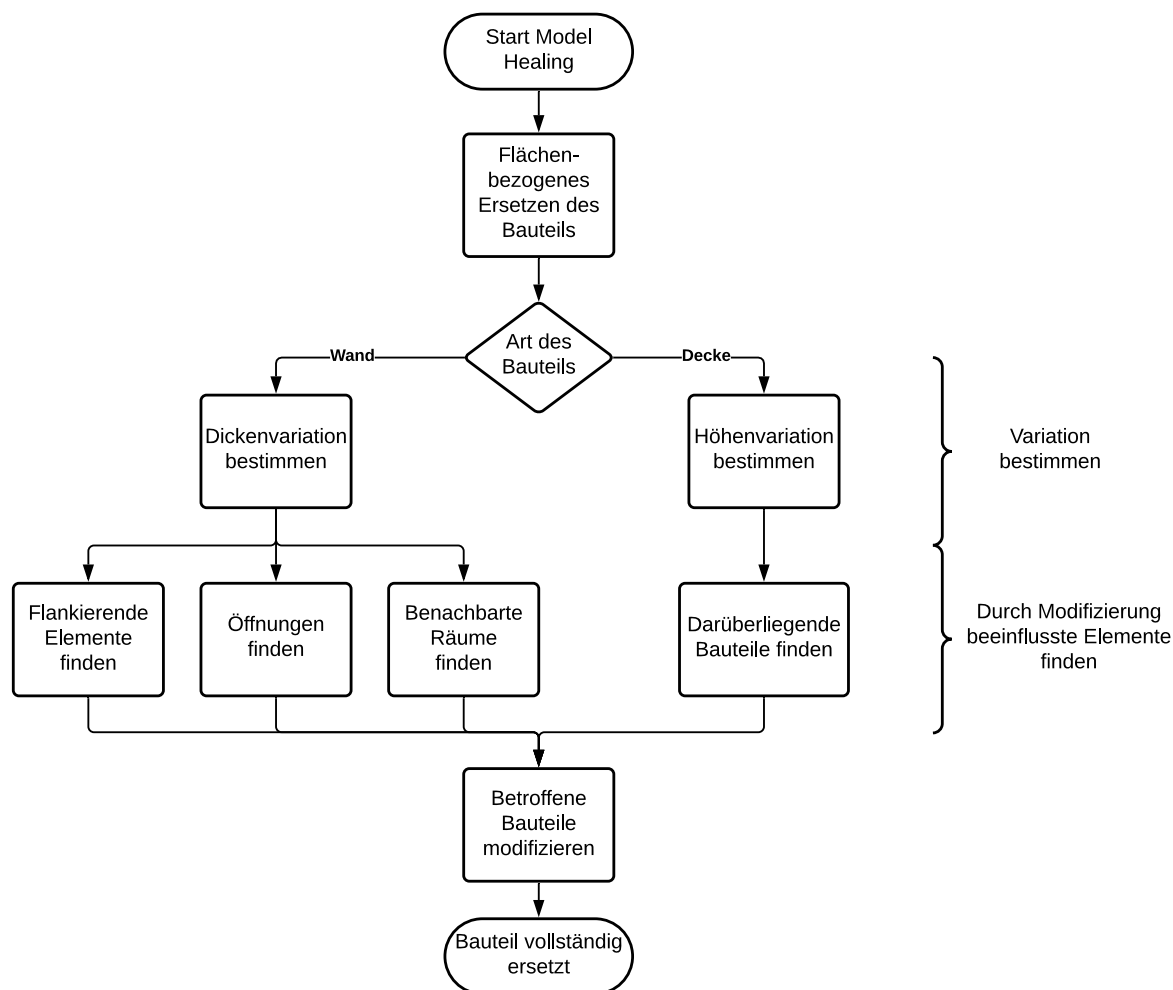 Start Model
Healing
Flächen-
bezogenes
Ersetzen des
Bauteils
Art des
Bauteils
Wand
Decke
Dickenvariation
bestimmen
Höhenvariation
bestimmen
Variation
bestimmen
Flankierende
Elemente
finden
Öffnungen
finden
Benachbarte
Räume
finden
Darüberliegende
Bauteile finden
Durch Modifizierung
beeinflusste Elemente
finden
Betroffene
Bauteile
modifizieren
Bauteil vollständig
ersetzt